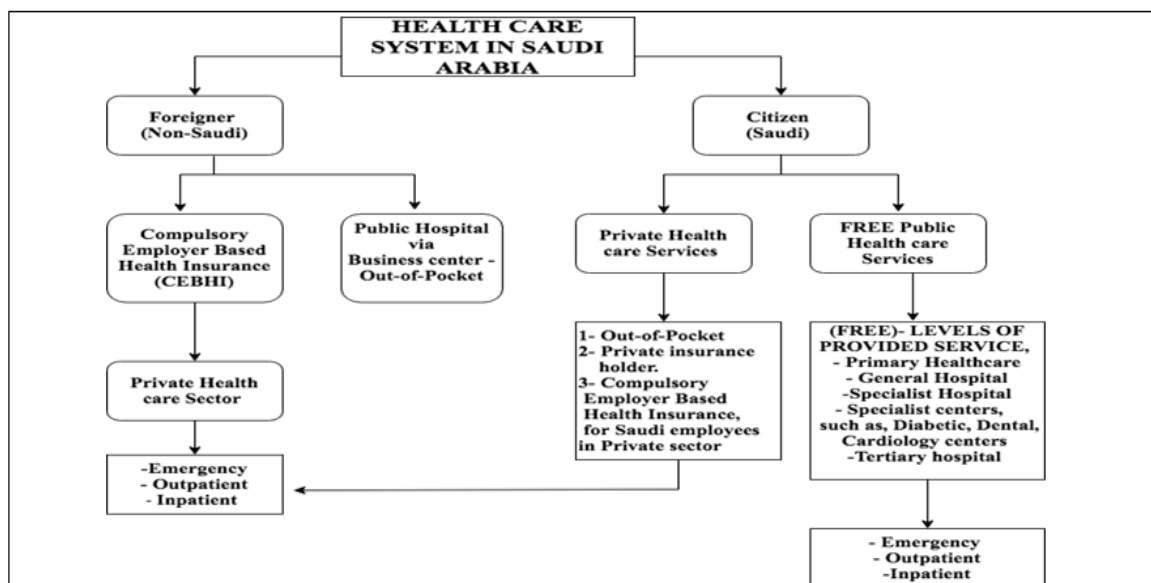 HEALTH CARE
SYSTEM IN SAUDI
ARABIA
Foreigner
(Non-Saudi)
Citizen
(Saudi)
Compulsory
Employer Based
Health Insurance
(CEBHI)
Public Hospital
via
Business center -
Out-of-Pocket
Private Health
care Services
FREE Public
Health care
Services
Private Health
care Sector
1- Out-of-Pocket
2- Private insurance
holder.
3- Compulsory
Employer Based
Health Insurance,
for Saudi employees
in Private sector
(FREE)- LEVELS OF
PROVIDED SERVICE,
- Primary Healthcare
- General Hospital
-Specialist Hospital
- Specialist centers,
such as, Diabetic, Dental,
Cardiology centers
-Tertiary hospital
-Emergency
- Outpatient
- Inpatient
- Emergency
- Outpatient
-Inpatient